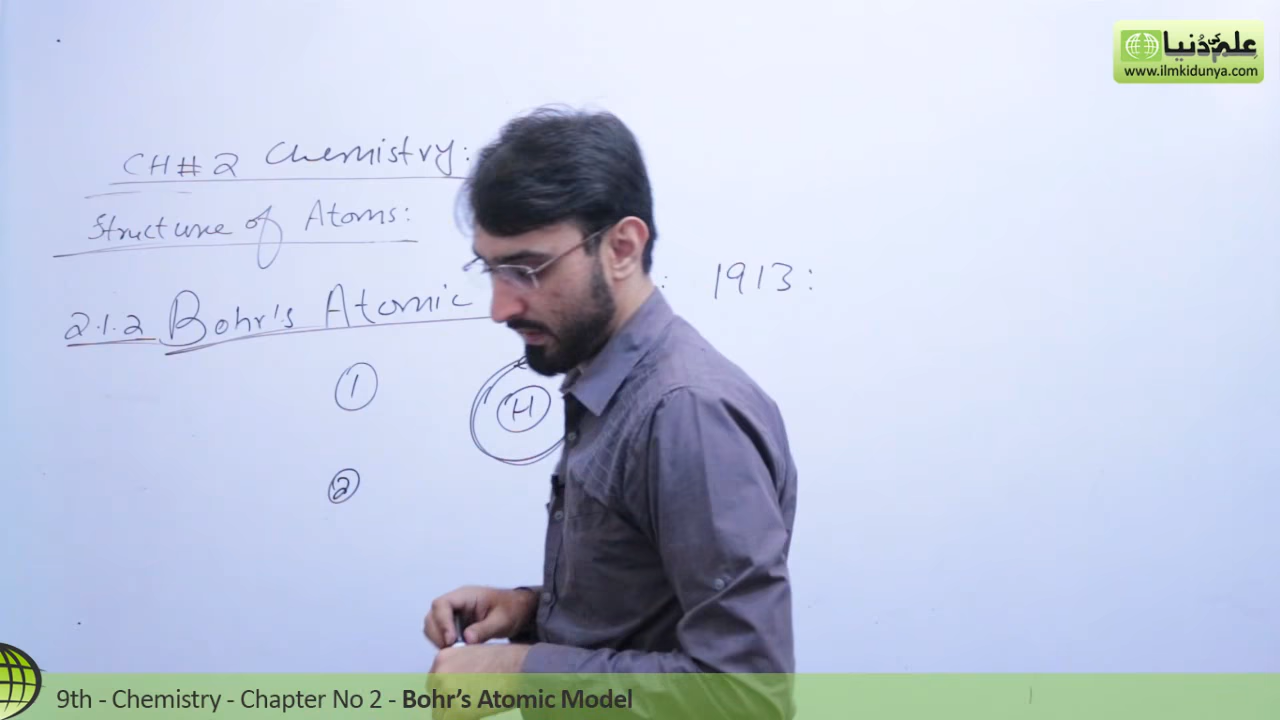 علم کی دُنیا
www.ilmkidunya.com
CH#2 Chemistry:
Structure of Atoms:
2.1.2 Bohr's Atomic : 1913:
1
H
2
9th - Chemistry - Chapter No 2 - Bohr's Atomic Model